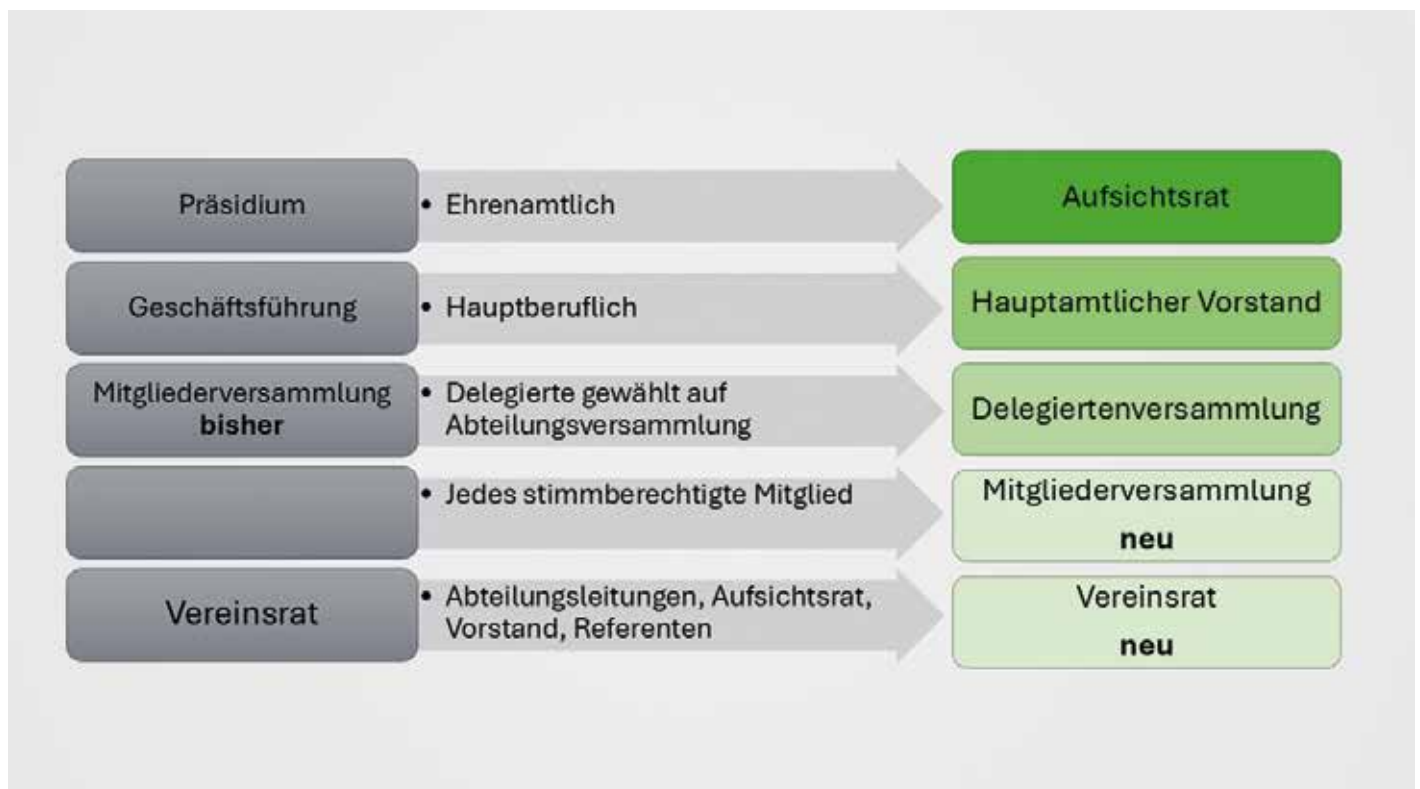 Präsidium
• Ehrenamtlich
Aufsichtsrat
Geschäftsführung
• Hauptberuflich
Hauptamtlicher Vorstand
Mitgliederversammlung
bisher
• Delegierte gewählt auf
Abteilungsversammlung
Delegiertenversammlung
• Jedes stimmberechtigte Mitglied
Mitgliederversammlung
neu
Vereinsrat
• Abteilungsleitungen, Aufsichtsrat,
Vorstand, Referenten
Vereinsrat
neu